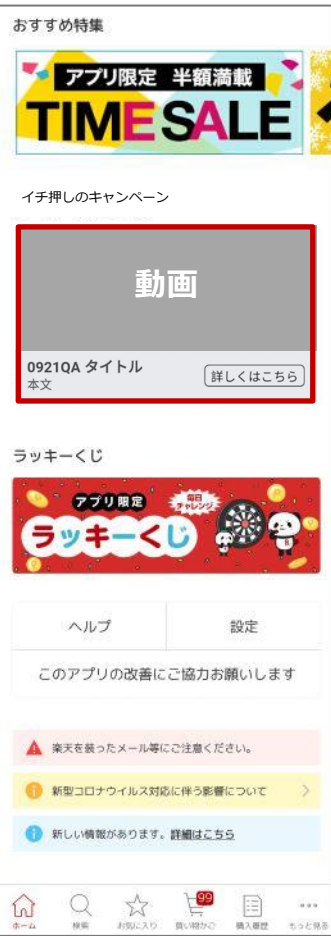 おすすめ特集
アプリ限定 半額満載
TIME SALE
イチ押しのキャンペーン
動画
0921QA タイトル
本文
詳しくはこちら
ラッキーくじ
アプリ限定
毎日
チャレンジ
ラッキーくじ
ヘルプ
設定
このアプリの改善にご協力お願いします
楽天を装ったメール等にご注意ください。
新型コロナウイルス対応に伴う影響について
新しい情報があります。詳細はこちら
99
ホーム
検索
お気に入り
買い物かご
購入履歴
もっと見る